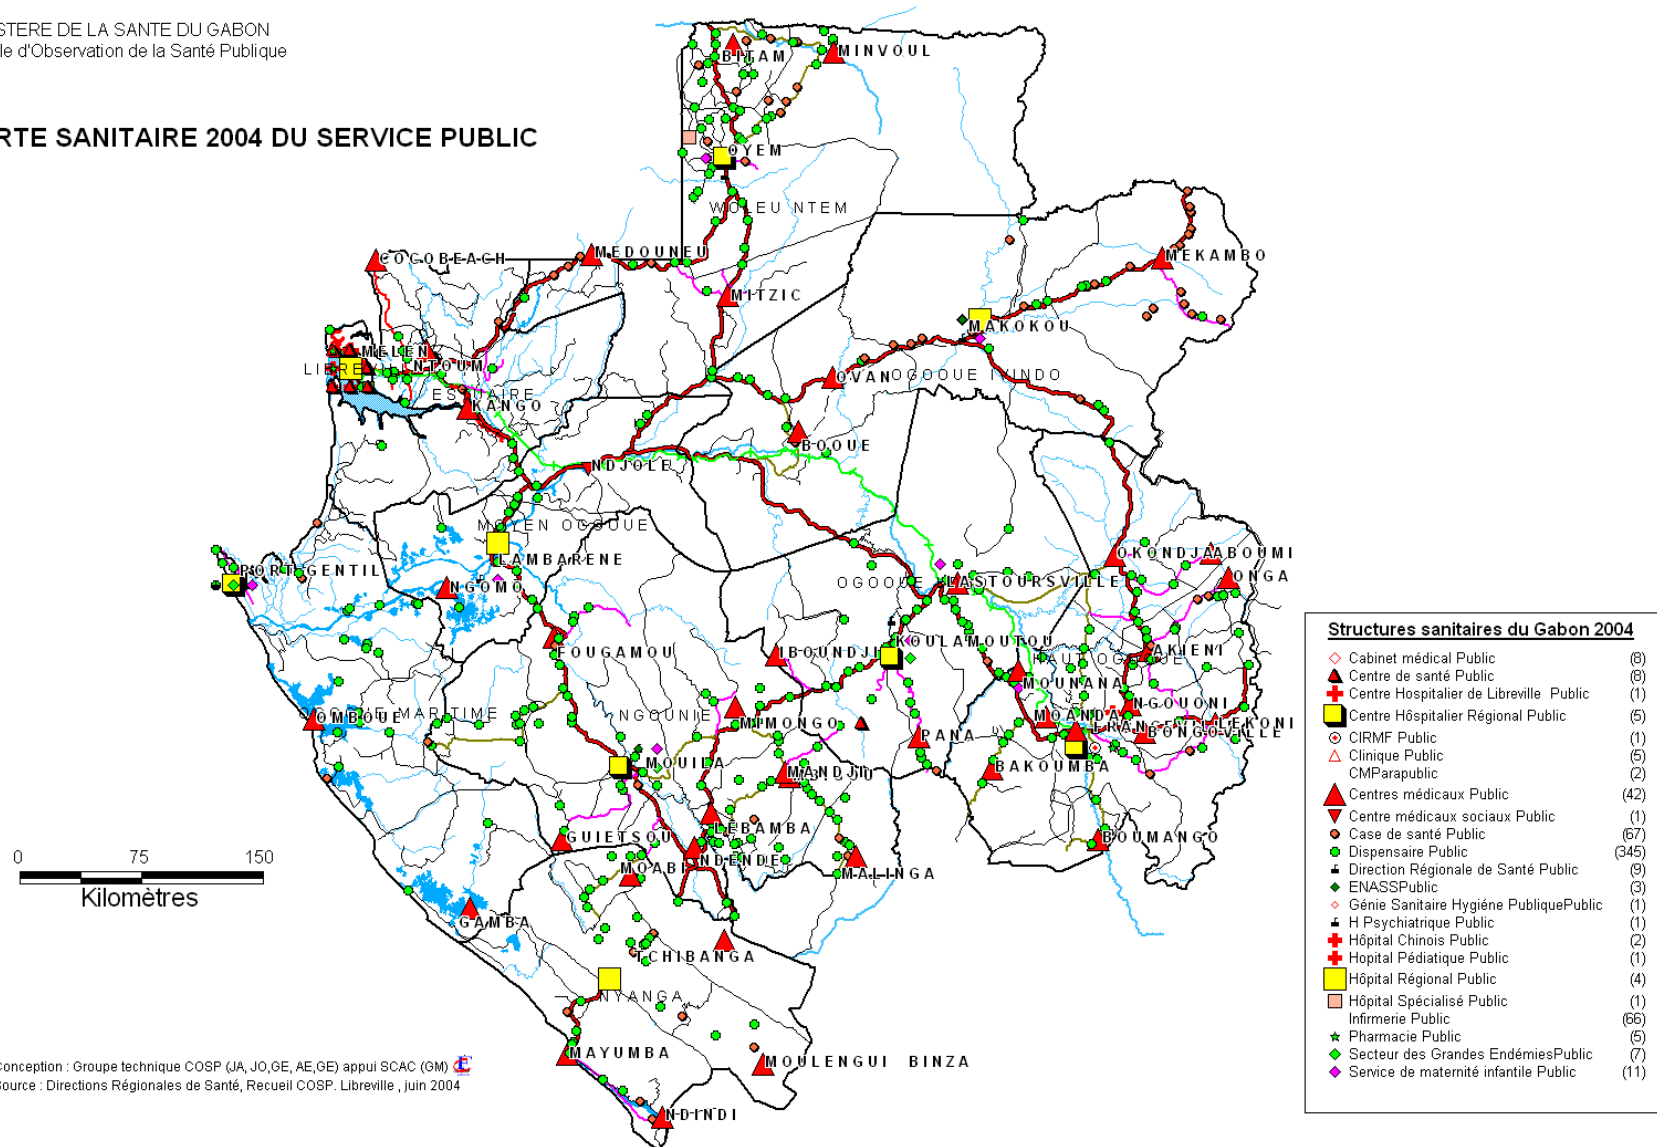 STERE DE LA SANTE DU GABON
le d'Observation de la Santé Publique
RTE SANITAIRE 2004 DU SERVICE PUBLIC
BITAM
MINVOUL
OYEM
WOLEU NTEM
COCOBEACH
MEDOUNEU
MEKAMBO
MITZIC
MAKOKOU
MELEN
NTOUM
LIBREVILLE
OVAN
OGOOUE IVINDO
ESTUAIRE
KANGO
BOOUE
NDJOLE
MOYEN OGOOUE
LAMBARENE
OKONDJA
ABOUMI
PORT GENTIL
NGOMO
OGOOUE
LASTOURSVILLE
ONGA
FOUGAMOU
IBOUNDJI
KOULAMOUTOU
HAUT OGOOUE
AKIENI
MOUNANA
OMBOUE
MARITIME
NGOUNIE
MIMONGO
NGOUONI
MOANDA
LEKONI
PANA
BONGOVILLE
MOUILA
MANDJI
BAKOUMBA
GUIETSOU
LEBAMBA
BOUMANGO
NDENDE
MOABI
MALINGA
GAMBA
TCHIBANGA
NYANGA
MAYUMBA
MOULENGUI BINZA
NDINDI
0 75 150
Kilomètres
Conception : Groupe technique COSP (JA, JO,GE, AE,GE) appui SCAC (GM)
Source : Directions Régionales de Santé, Recueil COSP. Libreville , juin 2004
Structures sanitaires du Gabon 2004
Cabinet médical Public (8)
Centre de santé Public (8)
Centre Hospitalier de Libreville Public (1)
Centre Hôspitalier Régional Public (5)
CIRMF Public (1)
Clinique Public (5)
CMParapublic (2)
Centres médicaux Public (42)
Centre médicaux sociaux Public (1)
Case de santé Public (67)
Dispensaire Public (345)
Direction Régionale de Santé Public (9)
ENASSPublic (3)
Génie Sanitaire Hygiéne PubliquePublic (1)
H Psychiatrique Public (1)
Hôpital Chinois Public (2)
Hopital Pédiatique Public (1)
Hôpital Régional Public (4)
Hôpital Spécialisé Public (1)
Infirmerie Public (66)
Pharmacie Public (5)
Secteur des Grandes EndémiesPublic (7)
Service de maternité infantile Public (11)